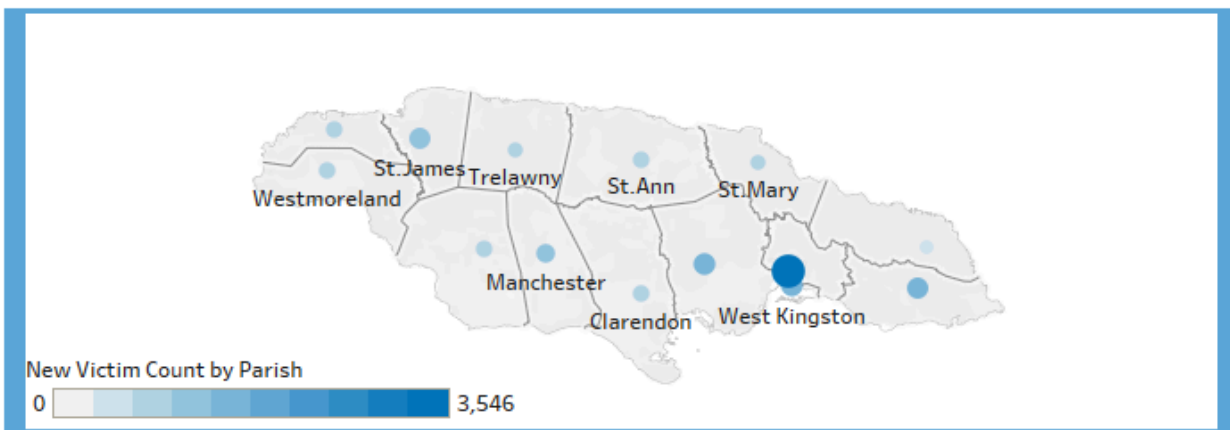 St.James
Trelawny
St.Ann
St.Mary
Westmoreland
Manchester
Clarendon
West Kingston
New Victim Count by Parish
0
3,546